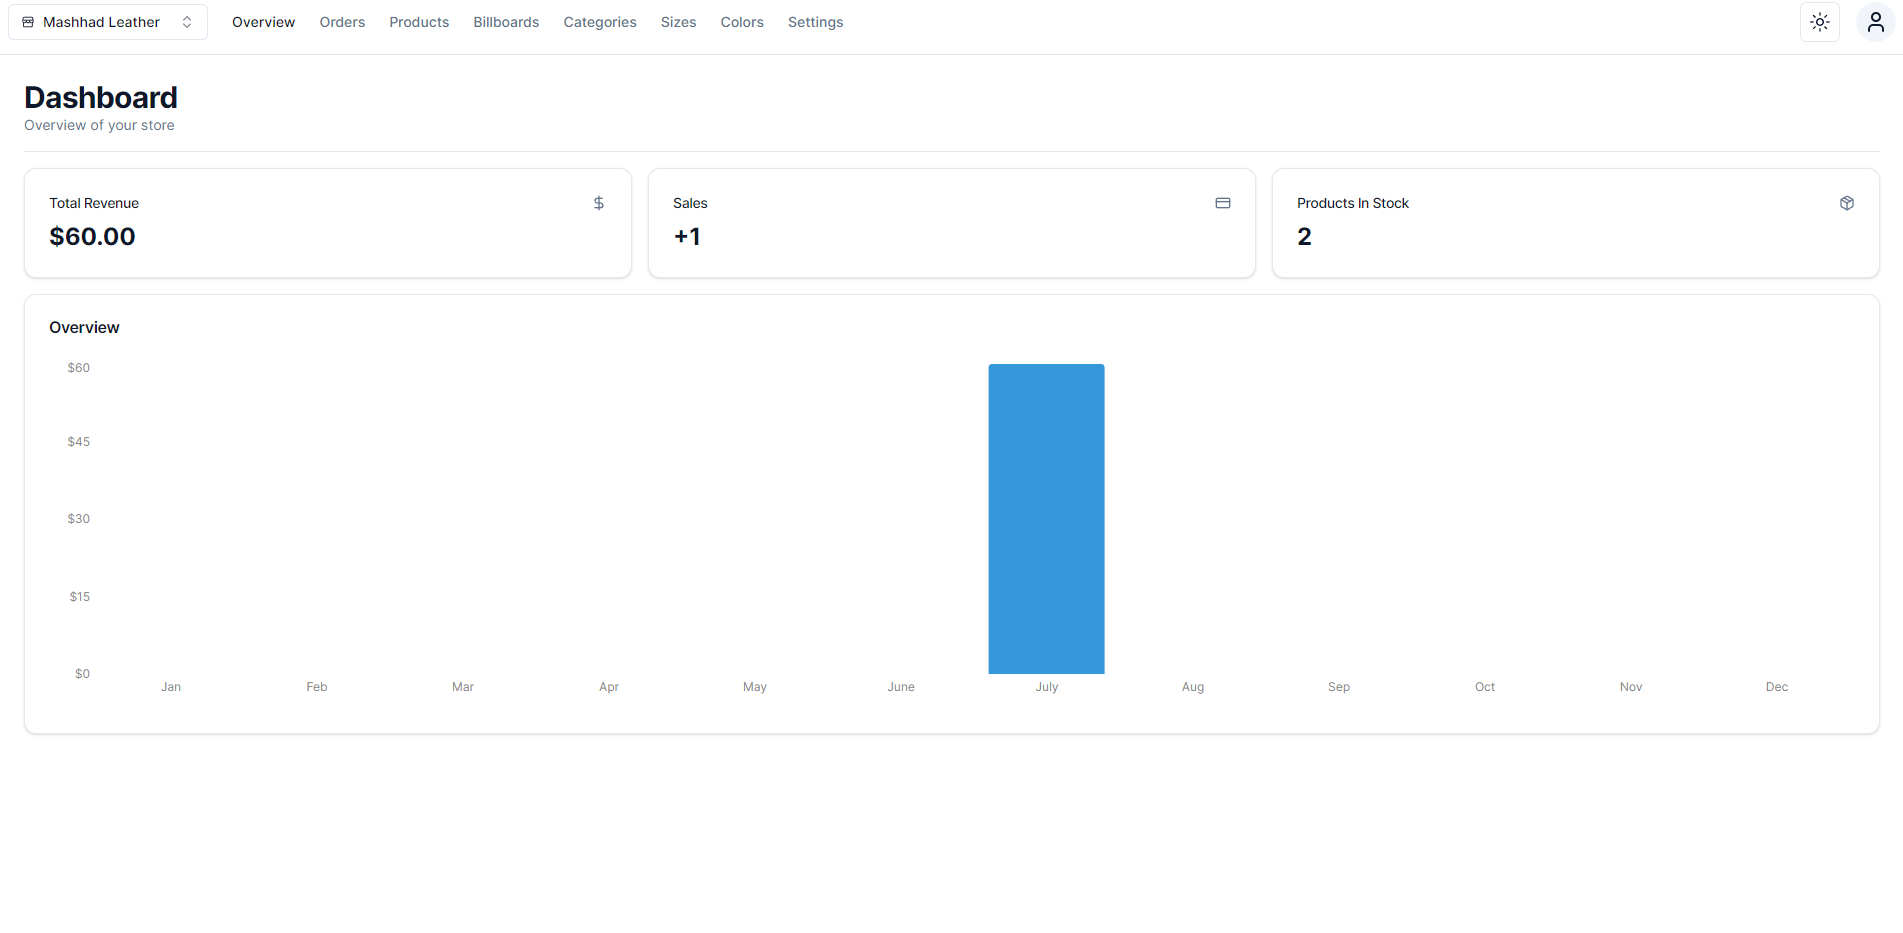 Mashhad Leather Overview Orders Products Billboards Categories Sizes Colors Settings
Dashboard
Overview of your store
Total Revenue
$60.00
Sales
+1
Products In Stock
2
Overview
$60
$45
$30
$15
$0
Jan Feb Mar Apr May June July Aug Sep Oct Nov Dec